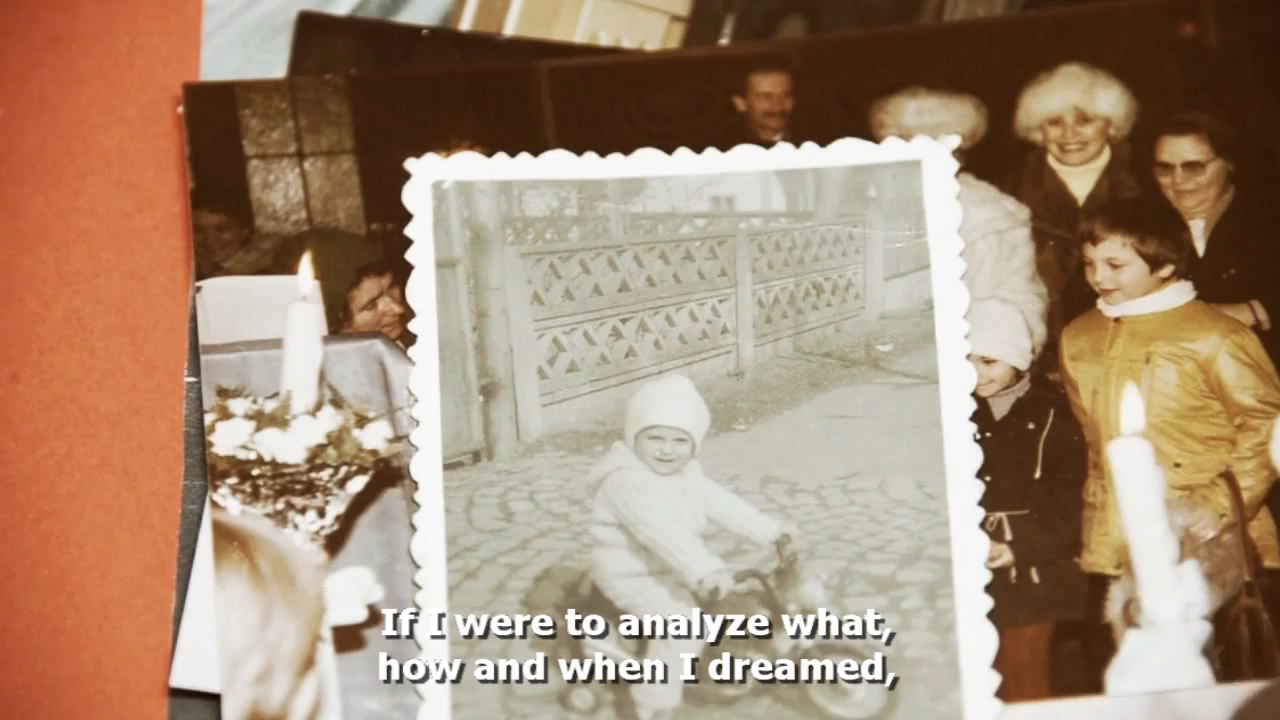 If I were to analyze what,
how and when I dreamed,